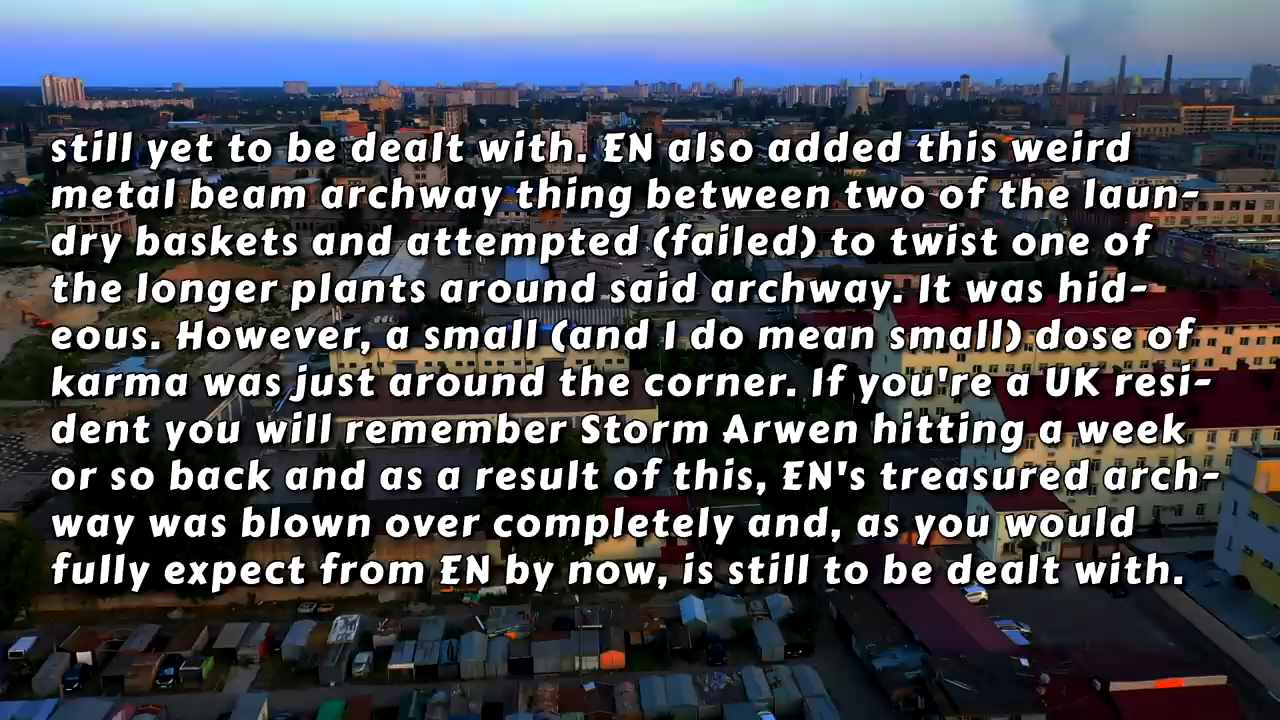 still yet to be dealt with. EN also added this weird
metal beam archway thing between two of the laun-
dry baskets and attempted (failed) to twist one of
the longer plants around said archway. It was hid-
eous. However, a small (and I do mean small) dose of
karma was just around the corner. If you're a UK resi-
dent you will remember Storm Arwen hitting a week
or so back and as a result of this, EN's treasured arch-
way was blown over completely and, as you would
fully expect from EN by now, is still to be dealt with.